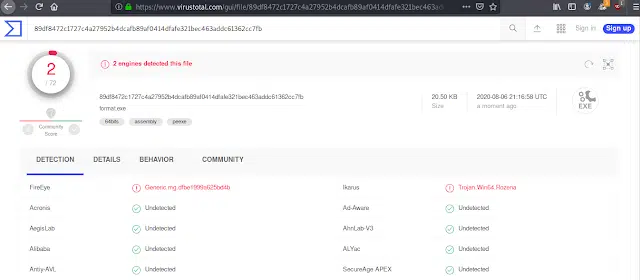 https://www.virustotal.com/gui/file/89df8472c1727c4a27952b4dcafb89af0414dfafe321bec463a
89df8472c1727c4a27952b4dcafb89af0414dfafe321bec463addc61362cc7fb
Sign in
Sign up
2
/ 72
Community
Score
2 engines detected this file
89df8472c1727c4a27952b4dcafb89af0414dfafe321bec463addc61362cc7fb
format.exe
64bits
assembly
peexe
20.50 KB
Size
2020-08-06 21:16:58 UTC
a moment ago
EXE
DETECTION
DETAILS
BEHAVIOR
COMMUNITY
FireEye
Generic.mg.dfbe1999a625bd4b
Ikarus
Trojan.Win64.Rozena
Acronis
Undetected
Ad-Aware
Undetected
AegisLab
Undetected
AhnLab-V3
Undetected
Alibaba
Undetected
ALYac
Undetected
Antiy-AVL
Undetected
SecureAge APEX
Undetected